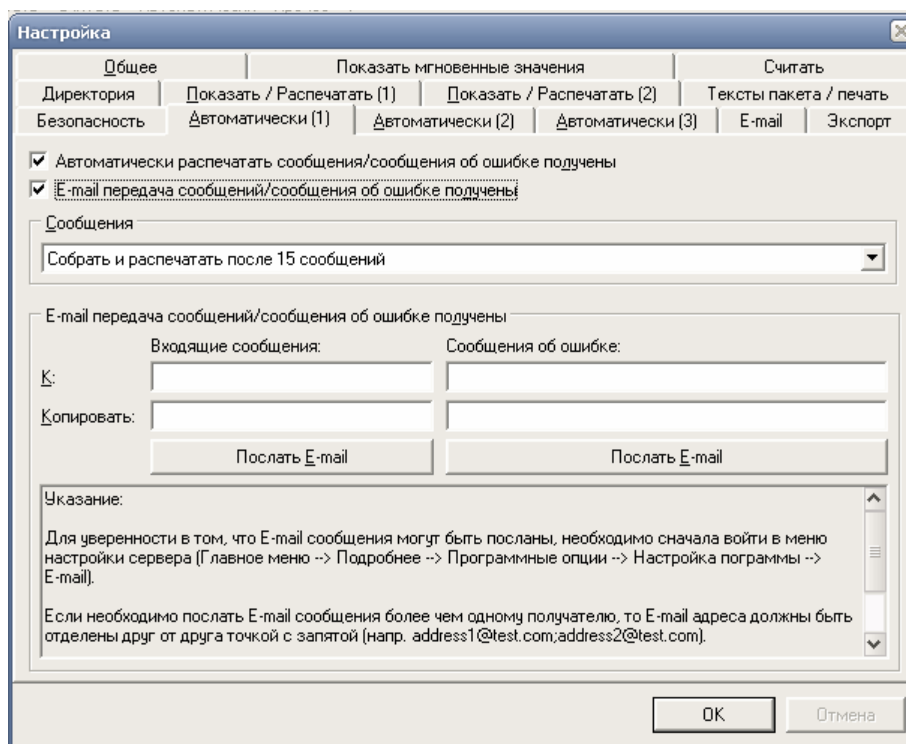 Настройка
Общее Показать мгновенные значения Считать
Директория Показать / Распечатать (1) Показать / Распечатать (2) Тексты пакета / печать
Безопасность Автоматически (1) Автоматически (2) Автоматически (3) E-mail Экспорт
Автоматически распечатать сообщения/сообщения об ошибке получены
E-mail передача сообщений/сообщения об ошибке получены
Сообщения
Собрать и распечатать после 15 сообщений
E-mail передача сообщений/сообщения об ошибке получены
Входящие сообщения: Сообщения об ошибке:
К:
Копировать:
Послать E-mail Послать E-mail
Указание:
Для уверенности в том, что E-mail сообщения могут быть посланы, необходимо сначала войти в меню
настройки сервера (Главное меню --> Подробнее --> Программные опции --> Настройка пограммы -->
E-mail).
Если необходимо послать E-mail сообщения более чем одному получателю, то E-mail адреса должны быть
отделены друг от друга точкой с запятой (напр. address1@test.com;address2@test.com).
OK Отмена